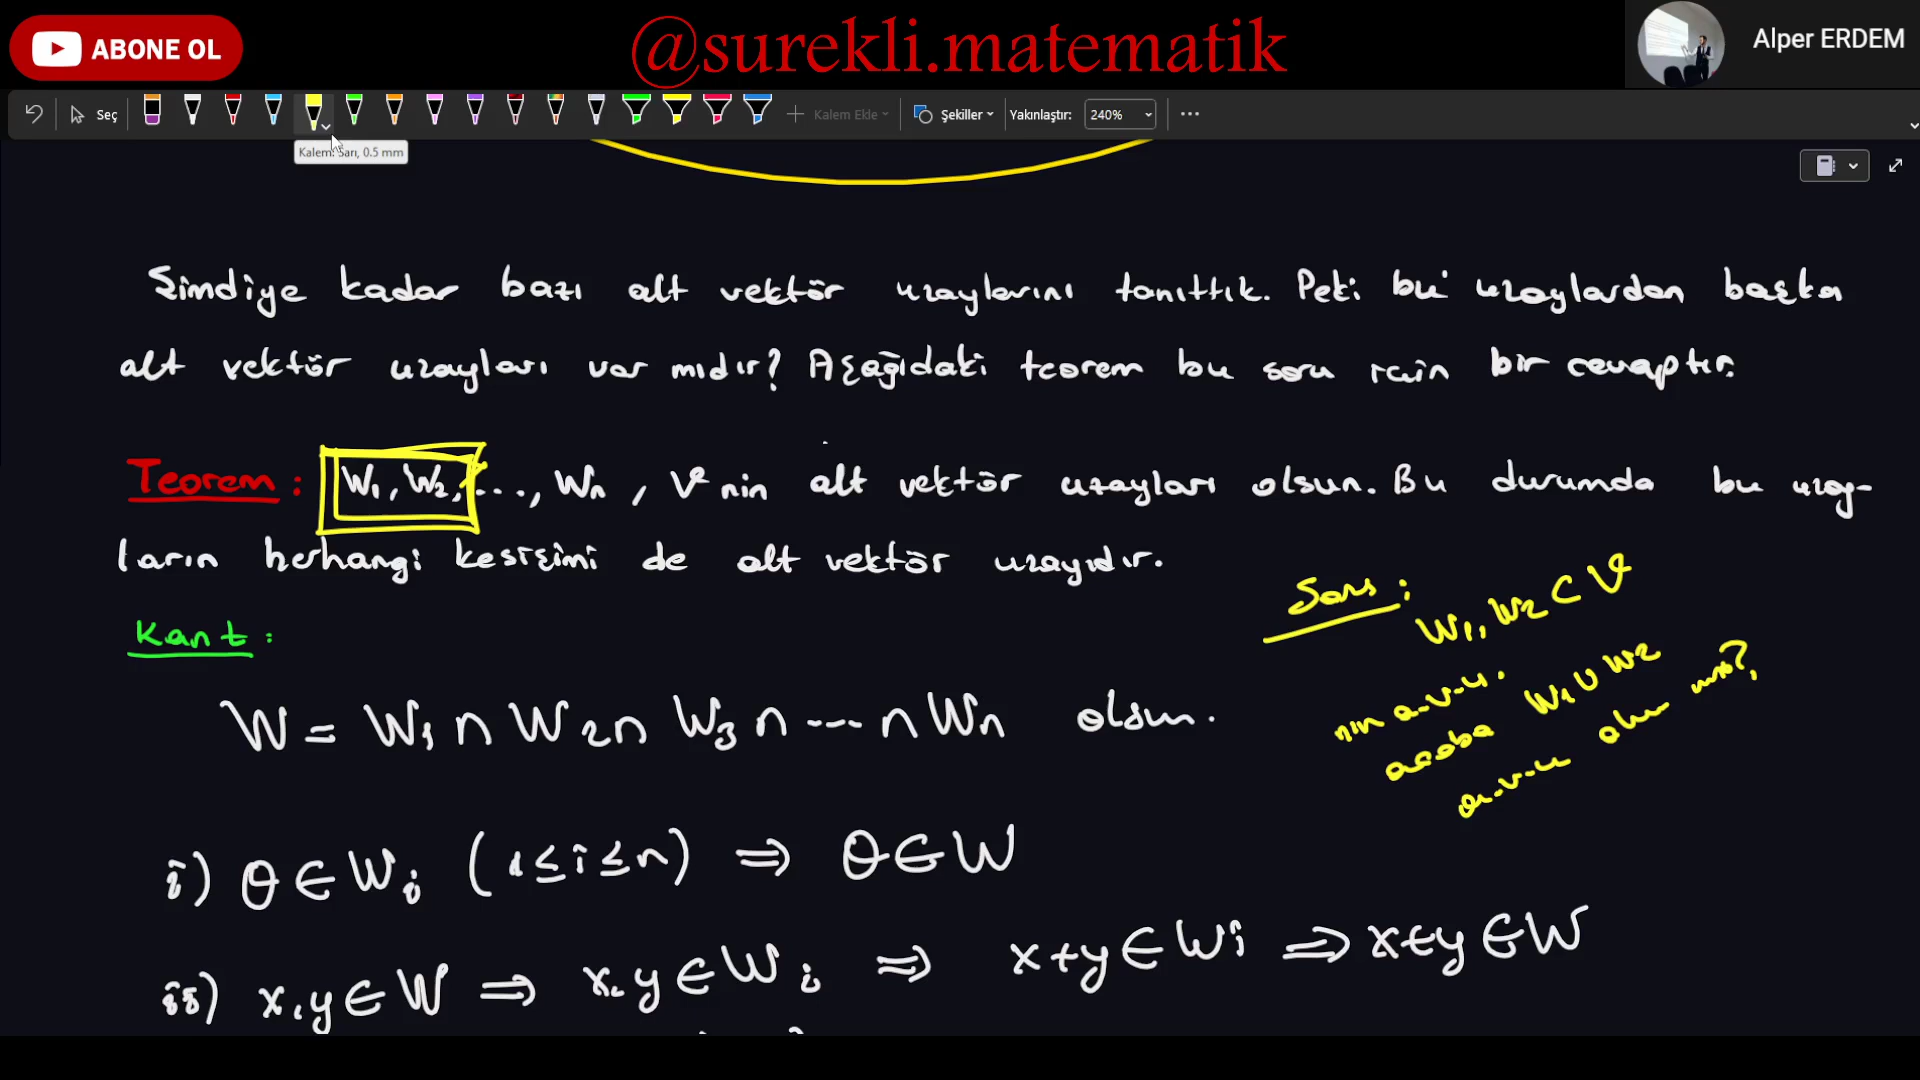 ABONE OL
@surekli.matematik
Alper ERDEM
Seç
Kalem Ekle
Şekiller
Yakınlaştır:
240%
Kalem: Sarı, 0.5 mm
Şimdiye kadar bazı alt vektör uzaylarını tanıttık. Peki bu uzaylardan başka
alt vektör uzayları var mıdır? Aşağıdaki teorem bu soru için bir cevaptır.
Teorem: W₁, W₂, ..., Wₙ, V nin alt vektör uzayları olsun. Bu durumda bu uzay-
ların herhangi kesişimi de alt vektör uzayıdır.
Kanıt:
W = W₁ ∩ W₂ ∩ W₃ ∩ ... ∩ Wₙ olsun.
Soru: W₁, W₂ ⊂ V
nin a.v.u.
acaba W₁ ∪ W₂
a.v.u olur mu?
i) θ ∈ Wᵢ (1 ≤ i ≤ n) ⇒ θ ∈ W
ii) x, y ∈ W ⇒ x, y ∈ Wᵢ ⇒ x+y ∈ Wᵢ ⇒ x+y ∈ W